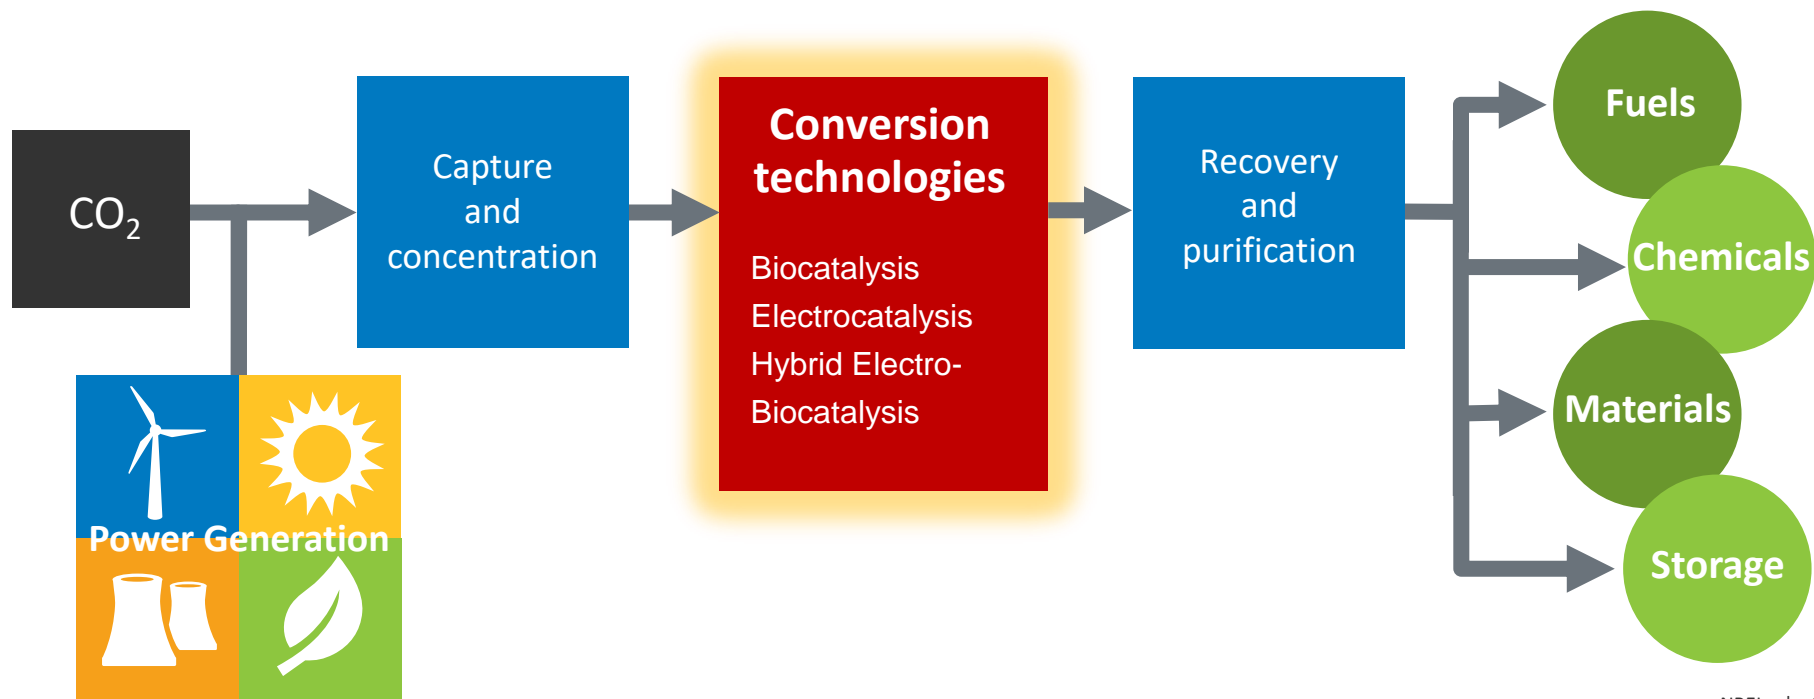 CO₂
Power Generation
Capture
and
concentration
Conversion
technologies
Biocatalysis
Electrocatalysis
Hybrid Electro-
Biocatalysis
Recovery
and
purification
Fuels
Chemicals
Materials
Storage